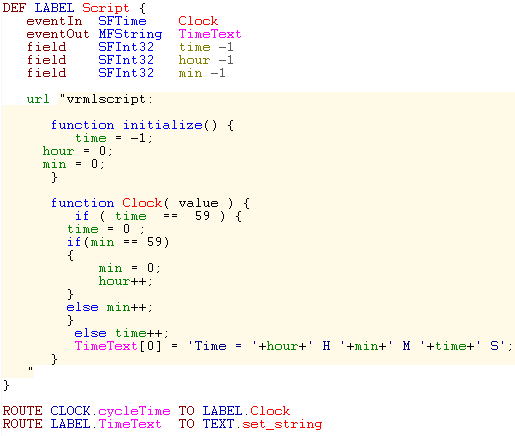 DEF LABEL Script {
   eventIn  SFTime    Clock
   eventOut MFString  TimeText
   field    SFInt32   time -1
   field    SFInt32   hour -1
   field    SFInt32   min -1

   url "vrmlscript:

      function initialize() {
         time = -1;
     hour = 0;
     min = 0;
      }

      function Clock( value ) {
         if ( time  ==  59 ) {
        time = 0 ;
        if(min == 59)
        {
            min = 0;
            hour++;
        }
        else min++;
        }
         else time++;
         TimeText[0] = 'Time = '+hour+' H '+min+' M '+time+' S';
      }
   "
}

ROUTE CLOCK.cycleTime TO LABEL.Clock
ROUTE LABEL.TimeText  TO TEXT.set_string